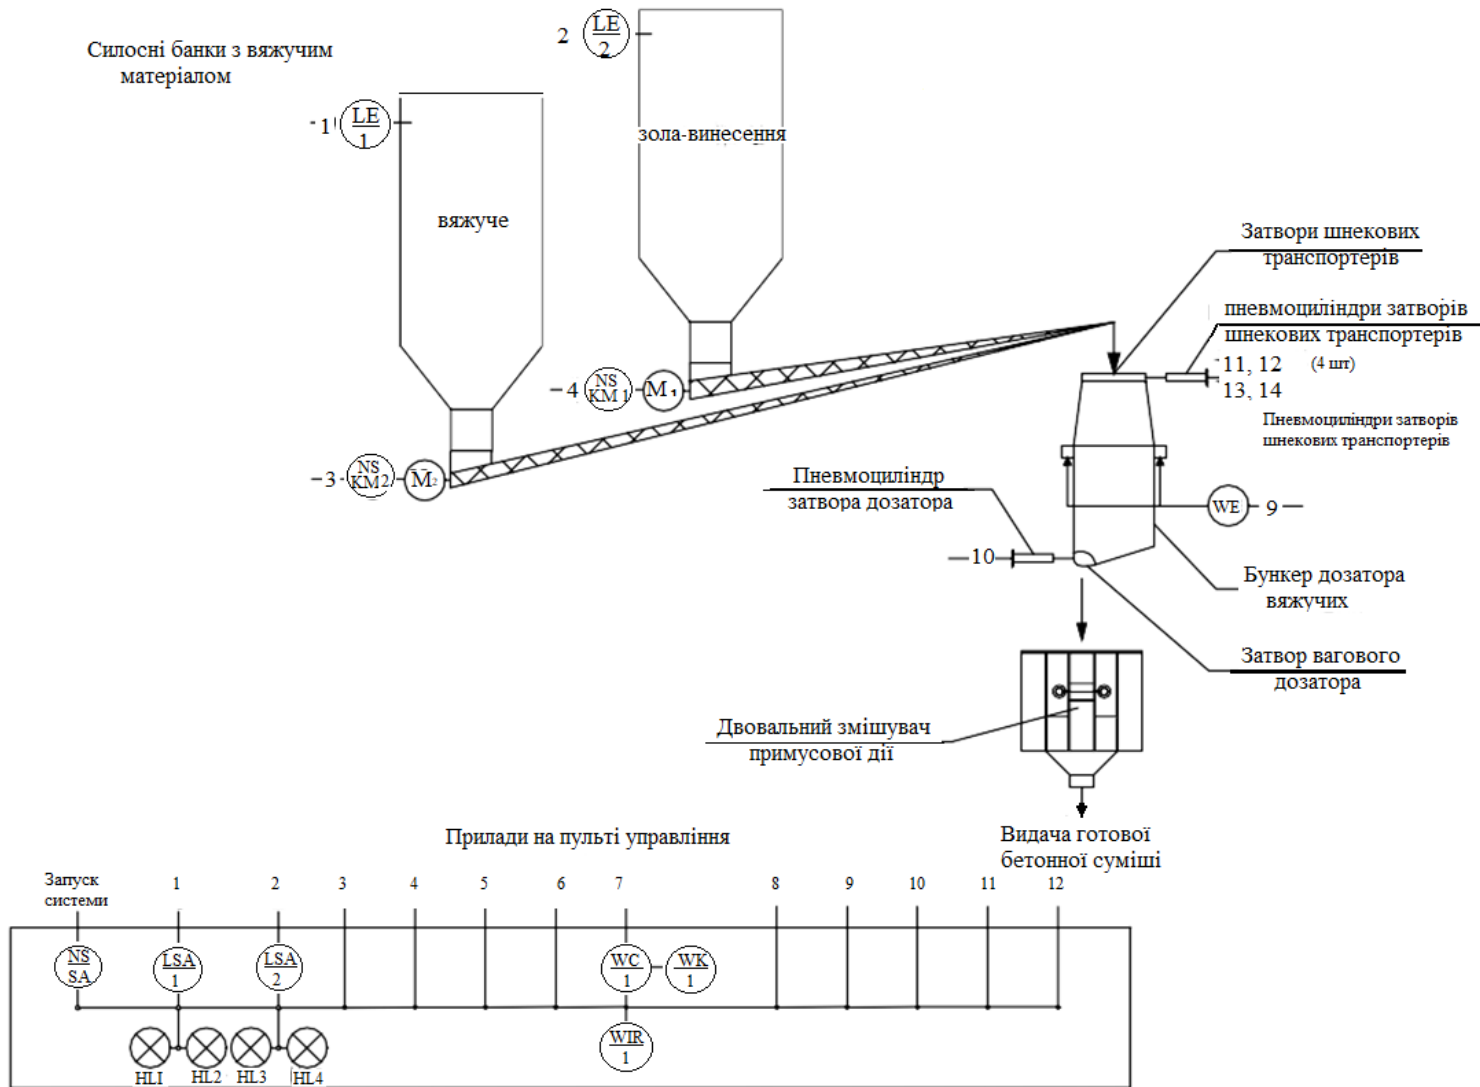 Силосні банки з вяжучим
матеріалом
2
LE
2
1
LE
1
зола-винесення
вяжуче
Затвори шнекових
транспортерів
пневмоциліндри затворів
шнекових транспортерів
11, 12 (4 шт)
13, 14
Пневмоциліндри затворів
шнекових транспортерів
4
NS
KM 1
M 1
3
NS
KM2
M2
Пневмоциліндр
затвора дозатора
WE
9
10
Бункер дозатора
вяжучих
Затвор вагового
дозатора
Двовальний змішувач
примусової дії
Видача готової
бетонної суміші
Прилади на пульті управління
Запуск
системи
1 2 3 4 5 6 7 8 9 10 11 12
NS
SA
LSA
1
LSA
2
WC
1
WK
1
WIR
1
HL1 HL2 HL3 HL4